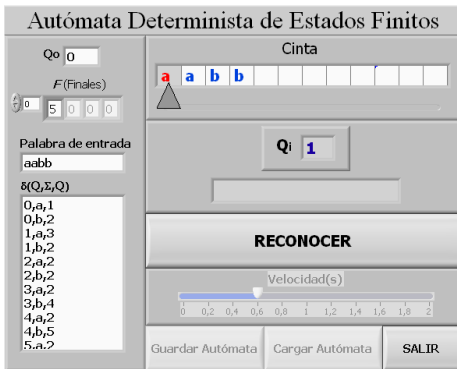 Autómata Determinista de Estados Finitos
Qo 0
F(Finales)
0 5 0 0 0
Palabra de entrada
aabb
δ(Q,Σ,Q)
0,a,1
0,b,2
1,a,3
1,b,2
2,a,2
2,b,2
3,a,2
3,b,4
4,a,2
4,b,5
5,a,2
Cinta
a a b b
Qi 1
RECONOCER
Velocidad(s)
0 0,2 0,4 0,6 0,8 1 1,2 1,4 1,6 1,8 2
Guardar Autómata Cargar Autómata SALIR